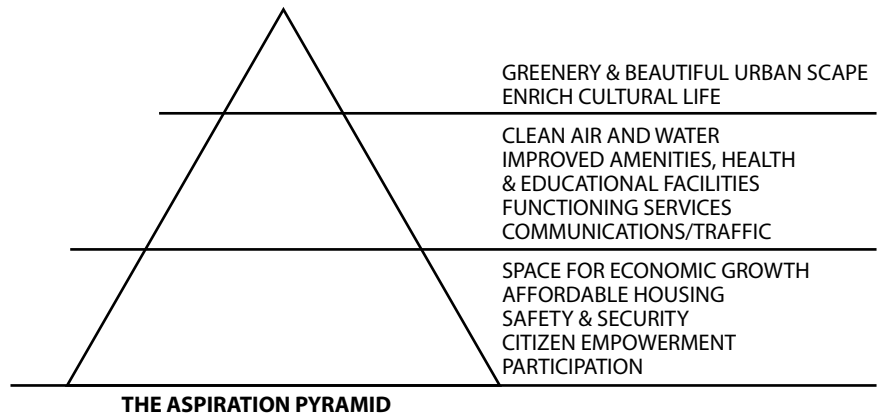 GREENERY & BEAUTIFUL URBAN SCAPE
ENRICH CULTURAL LIFE
CLEAN AIR AND WATER
IMPROVED AMENITIES, HEALTH
& EDUCATIONAL FACILITIES
FUNCTIONING SERVICES
COMMUNICATIONS/TRAFFIC
SPACE FOR ECONOMIC GROWTH
AFFORDABLE HOUSING
SAFETY & SECURITY
CITIZEN EMPOWERMENT
PARTICIPATION
THE ASPIRATION PYRAMID